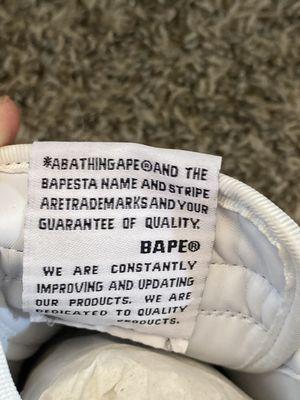 *ABATHINGAPE®AND THE
BAPESTA NAME AND STRIPE
ARETRADEMARKS AND YOUR
GUARANTEE OF QUALITY.
BAPE®
WE ARE CONSTANTLY
IMPROVING AND UPDATING
OUR PRODUCTS. WE ARE
DEDICATED TO QUALITY
PRODUCTS.